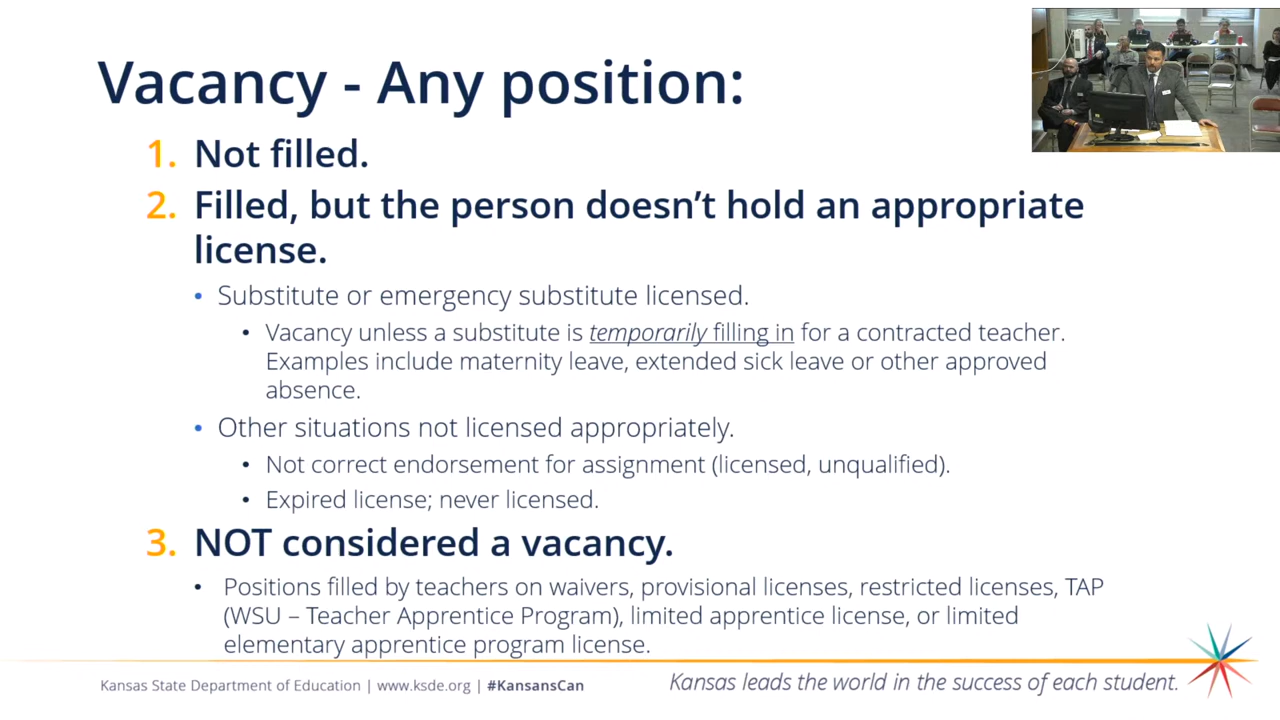 Vacancy - Any position:
1. Not filled.
2. Filled, but the person doesn't hold an appropriate
license.
• Substitute or emergency substitute licensed.
• Vacancy unless a substitute is temporarily filling in for a contracted teacher.
Examples include maternity leave, extended sick leave or other approved
absence.
• Other situations not licensed appropriately.
• Not correct endorsement for assignment (licensed, unqualified).
• Expired license; never licensed.
3. NOT considered a vacancy.
• Positions filled by teachers on waivers, provisional licenses, restricted licenses, TAP
(WSU – Teacher Apprentice Program), limited apprentice license, or limited
elementary apprentice program license.
Kansas State Department of Education | www.ksde.org | #KansansCan
Kansas leads the world in the success of each student.